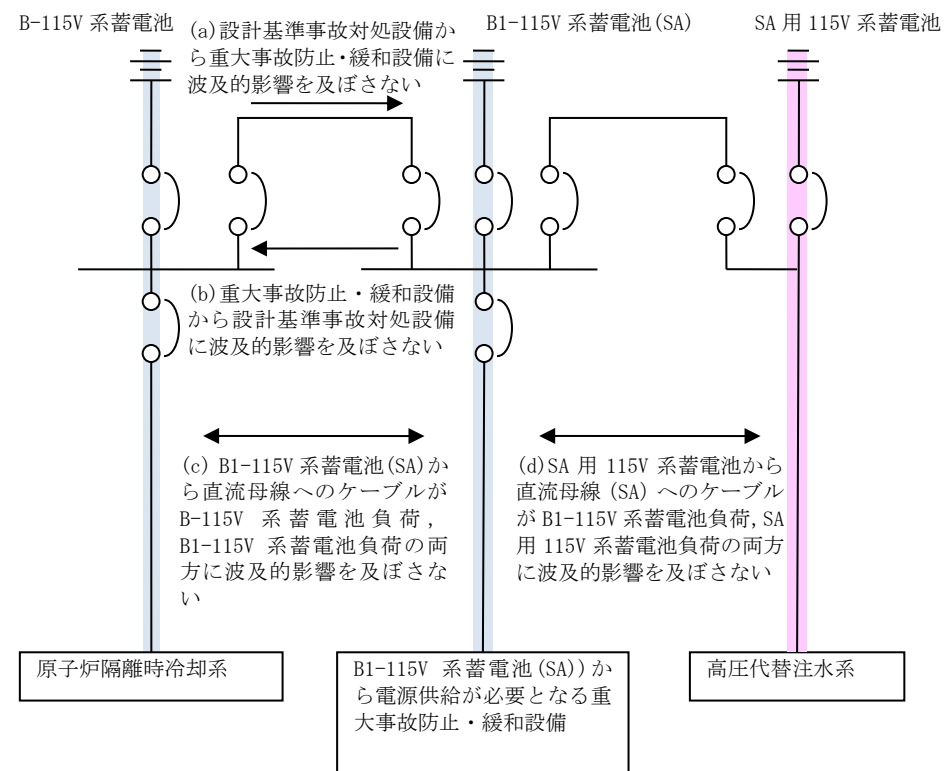 B-115V 系蓄電池
B1-115V 系蓄電池(SA)
SA 用 115V 系蓄電池
(a)設計基準事故対処設備か
ら重大事故防止・緩和設備に
波及的影響を及ぼさない
(b)重大事故防止・緩和設備
から設計基準事故対処設備
に波及的影響を及ぼさない
(c) B1-115V 系蓄電池(SA)か
ら直流母線へのケーブルが
B-115V 系蓄電池負荷,
B1-115V 系蓄電池負荷の両
方に波及的影響を及ぼさな
い
(d)SA 用 115V 系蓄電池から
直流母線(SA)へのケーブル
が B1-115V 系蓄電池負荷,SA
用 115V 系蓄電池負荷の両方
に波及的影響を及ぼさない
原子炉隔離時冷却系
B1-115V 系蓄電池(SA))か
ら電源供給が必要となる重
大事故防止・緩和設備
高圧代替注水系